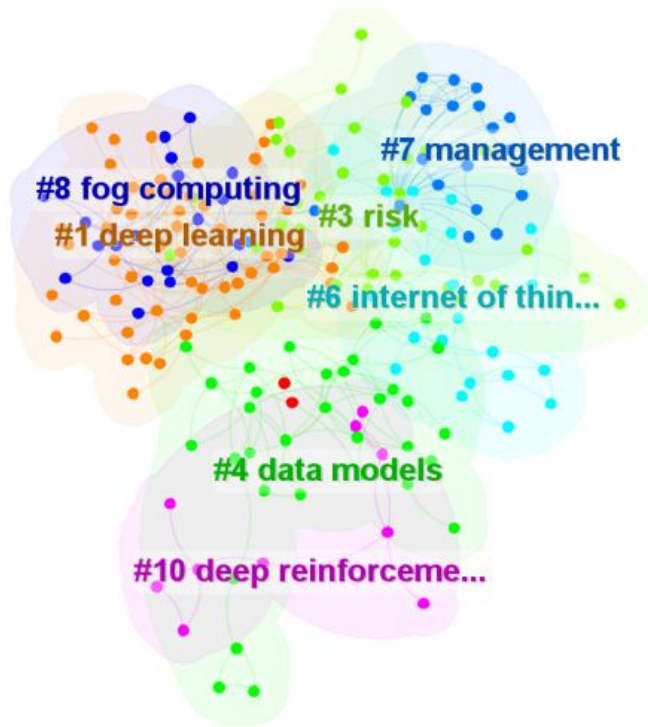 #7 management
#8 fog computing
#3 risk
#1 deep learning
#6 internet of thin...
#4 data models
#10 deep reinforceme...